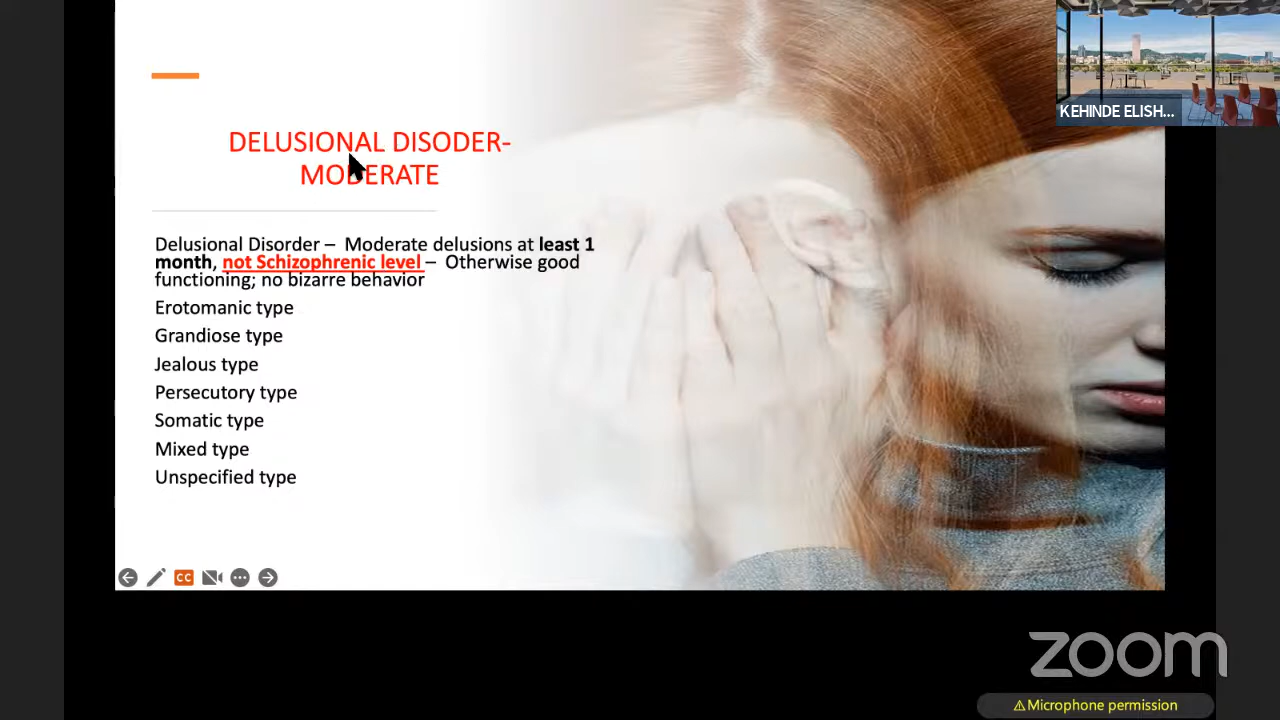 KEHINDE ELISH...
DELUSIONAL DISODER-
MODERATE
Delusional Disorder – Moderate delusions at least 1
month, not Schizophrenic level – Otherwise good
functioning; no bizarre behavior
Erotomanic type
Grandiose type
Jealous type
Persecutory type
Somatic type
Mixed type
Unspecified type
CC
zoom
⚠Microphone permission